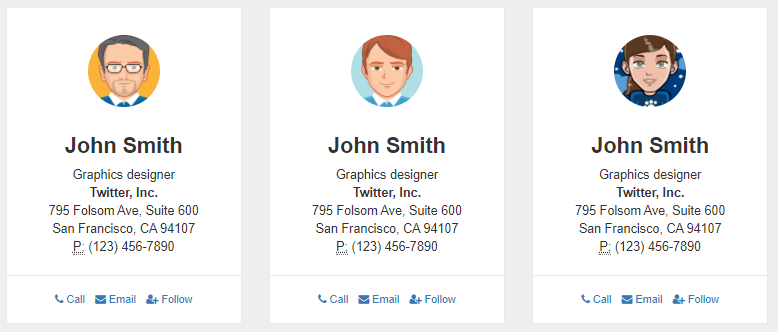 John Smith
Graphics designer
Twitter, Inc.
795 Folsom Ave, Suite 600
San Francisco, CA 94107
P: (123) 456-7890
Call Email Follow
John Smith
Graphics designer
Twitter, Inc.
795 Folsom Ave, Suite 600
San Francisco, CA 94107
P: (123) 456-7890
Call Email Follow
John Smith
Graphics designer
Twitter, Inc.
795 Folsom Ave, Suite 600
San Francisco, CA 94107
P: (123) 456-7890
Call Email Follow